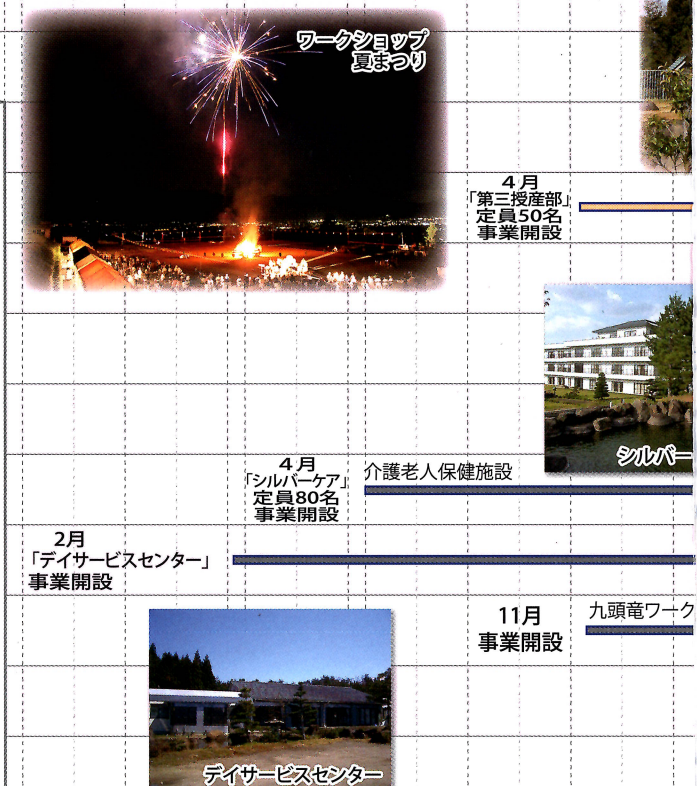 ワークショップ
夏まつり
4月
「第三授産部」
定員50名
事業開設
シルバー
4月
「シルバーケア」
定員80名
事業開設
介護老人保健施設
2月
「デイサービスセンター」
事業開設
11月
事業開設
九頭竜ワーク
デイサービスセンター